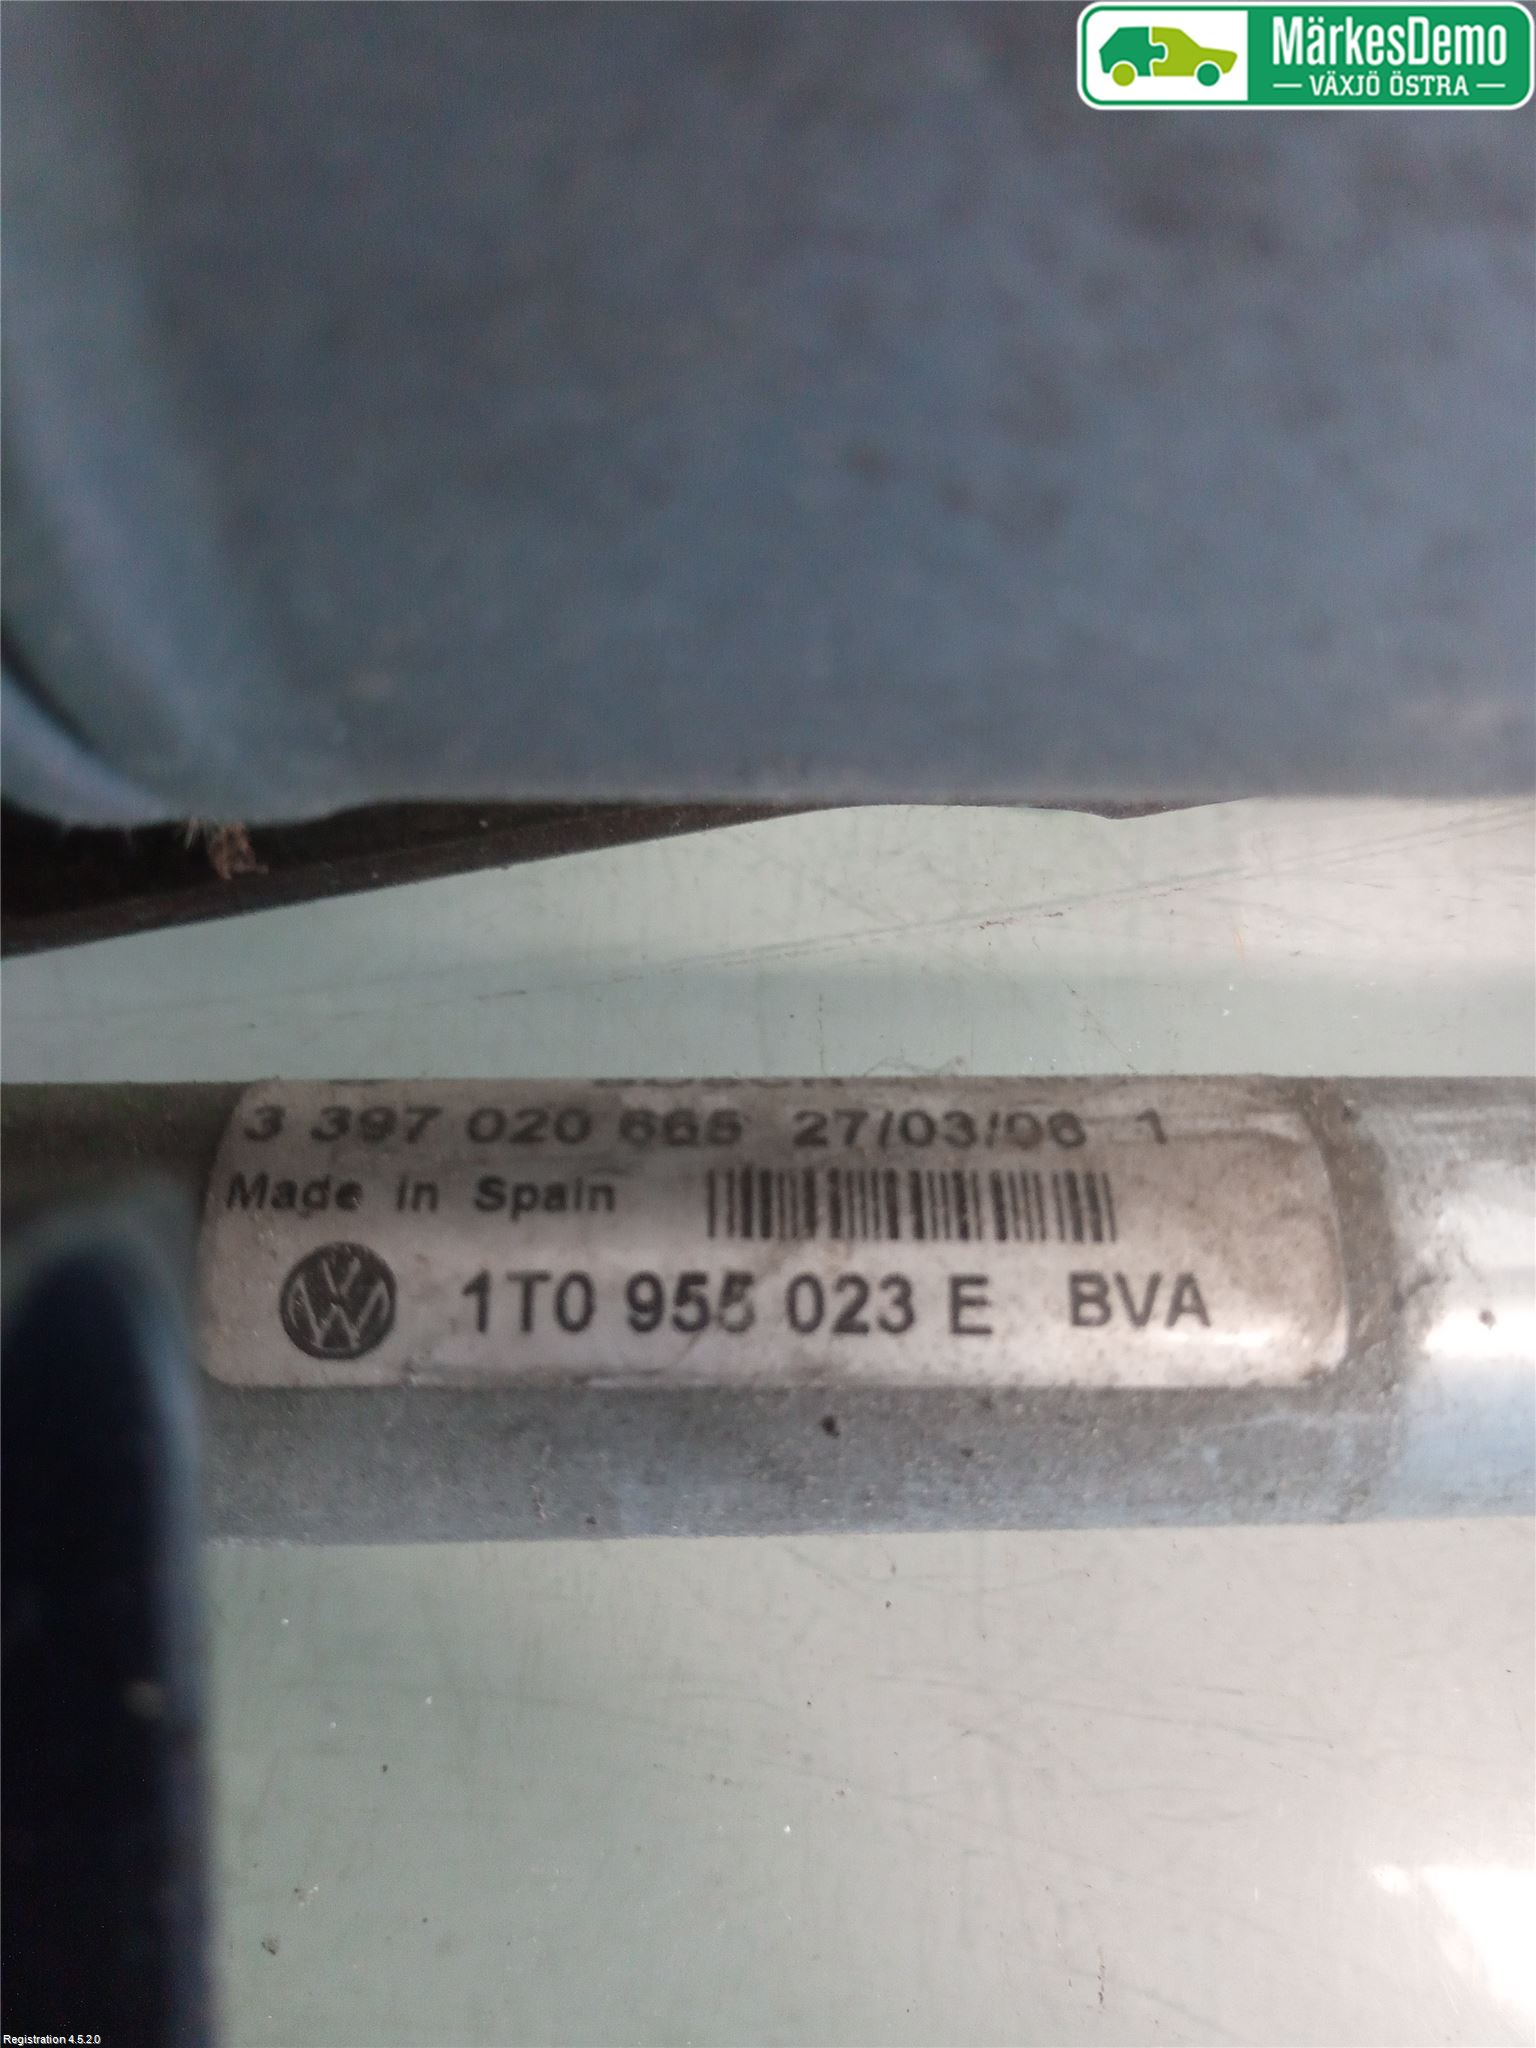 MärkesDemo
VÄXJÖ ÖSTRA
3 397 020 665 27/03/06 1
Made in Spain
1T0 955 023 E BVA
Registration 4.5.2.0